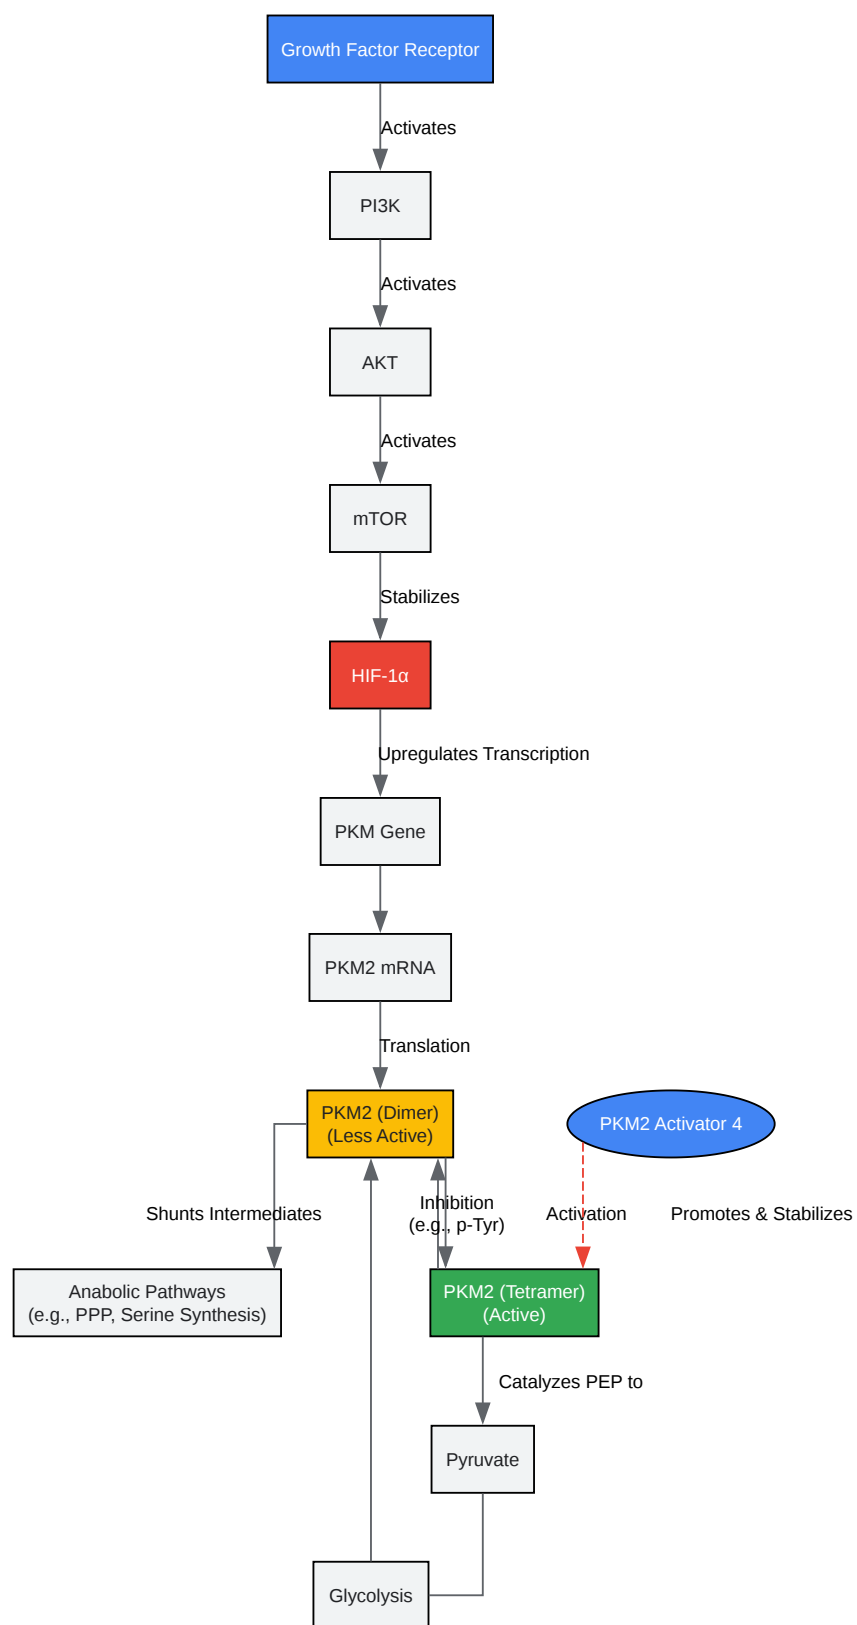 Growth Factor Receptor
Activates
PI3K
Activates
AKT
Activates
mTOR
Stabilizes
HIF-1α
Upregulates Transcription
PKM Gene
PKM2 mRNA
Translation
PKM2 (Dimer)
(Less Active)
PKM2 Activator 4
Shunts Intermediates
Inhibition
(e.g., p-Tyr)
Activation
Promotes & Stabilizes
Anabolic Pathways
(e.g., PPP, Serine Synthesis)
PKM2 (Tetramer)
(Active)
Catalyzes PEP to
Pyruvate
Glycolysis